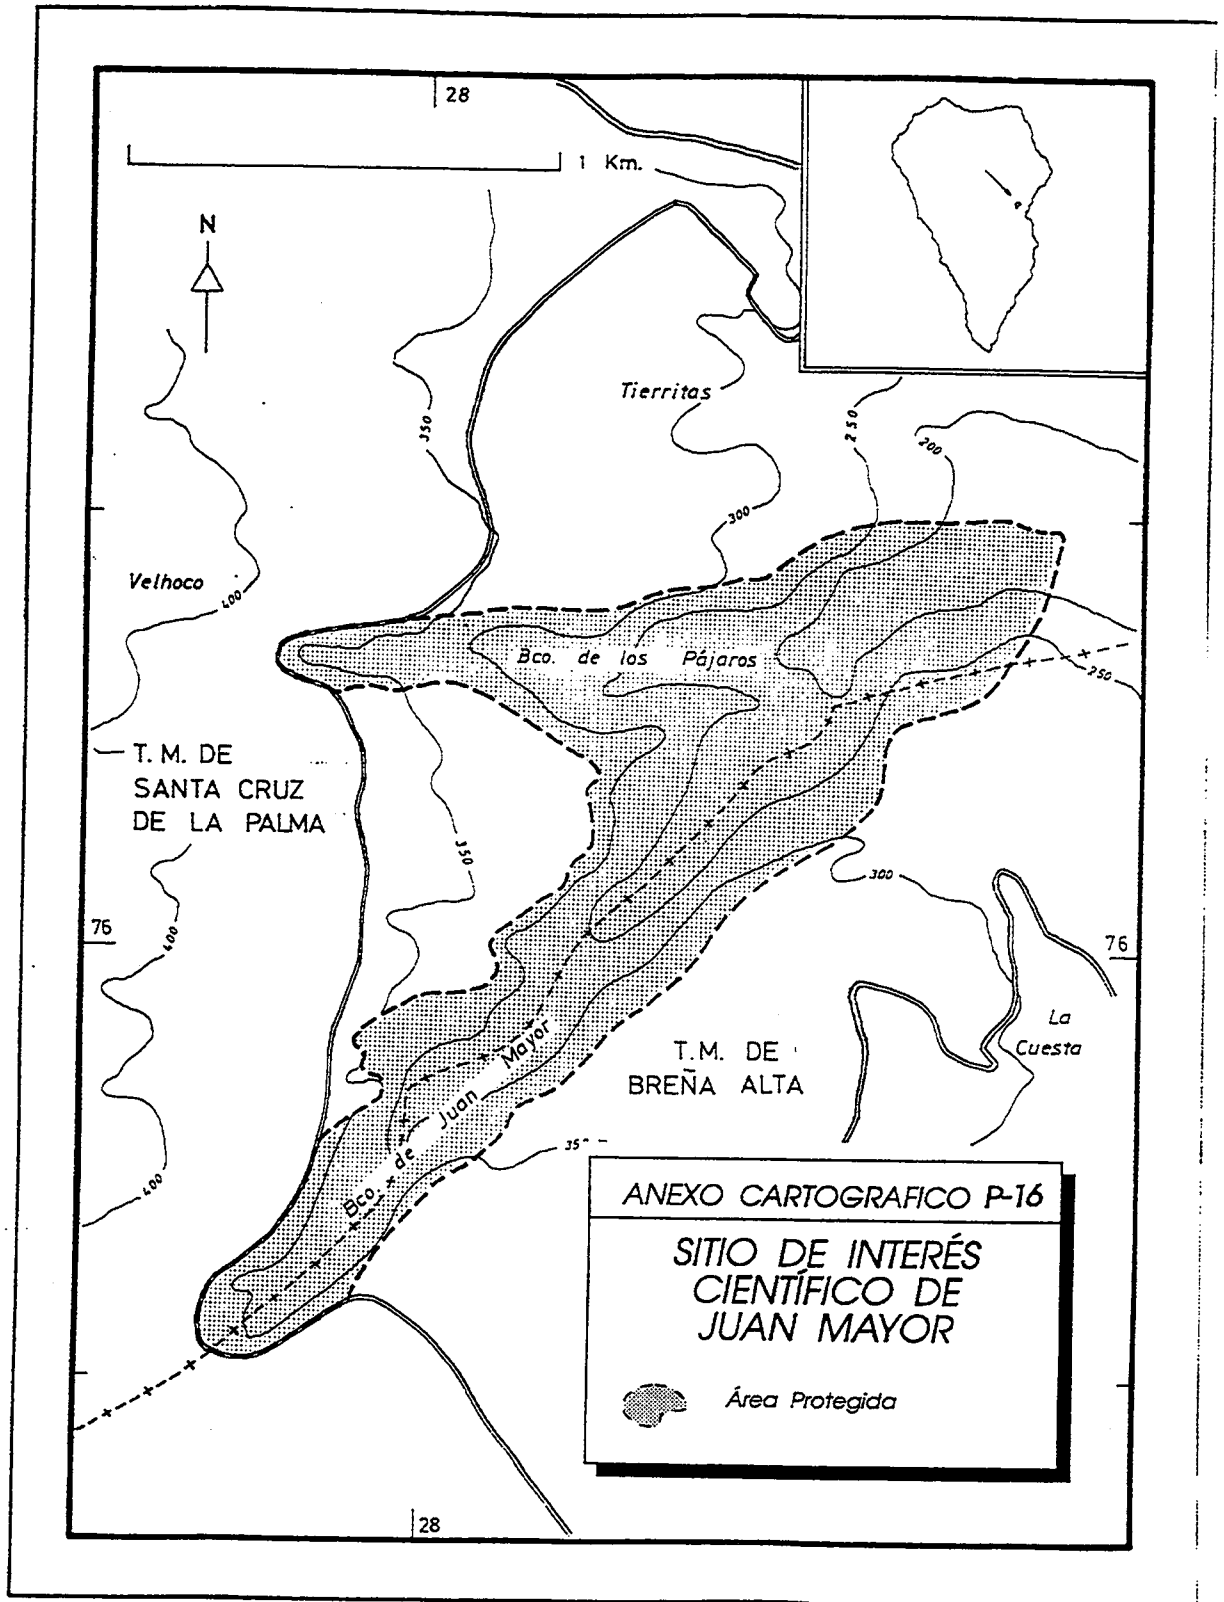 28
1 Km.
N
Tierritas
350
250
200
300
Velhoco
400
Bco. de los Pájaros
250
T. M. DE
SANTA CRUZ
DE LA PALMA
350
300
400
76
76
La
Cuesta
T.M. DE
BREÑA ALTA
Bco. de Juan Mayor
400
ANEXO CARTOGRAFICO P-16
SITIO DE INTERÉS
CIENTÍFICO DE
JUAN MAYOR
Área Protegida
28